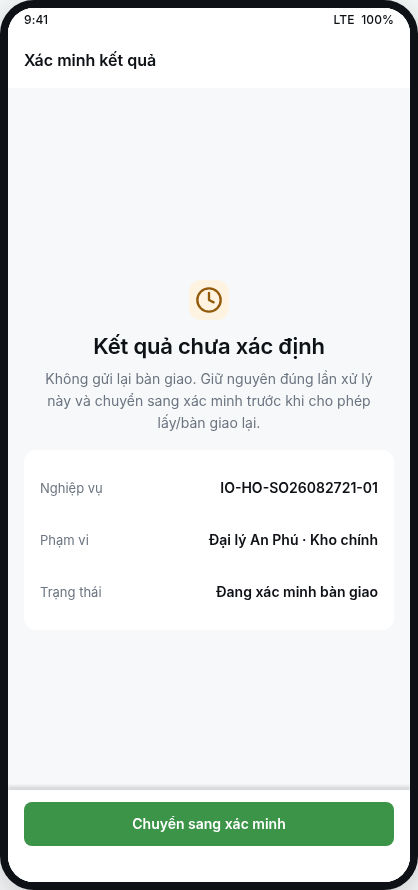 9:41
LTE 100%
Xác minh kết quả
Kết quả chưa xác định
Không gửi lại bàn giao. Giữ nguyên đúng lần xử lý
này và chuyển sang xác minh trước khi cho phép
lấy/bàn giao lại.
Nghiệp vụ
IO-HO-SO26082721-01
Phạm vi
Đại lý An Phú · Kho chính
Trạng thái
Đang xác minh bàn giao
Chuyển sang xác minh